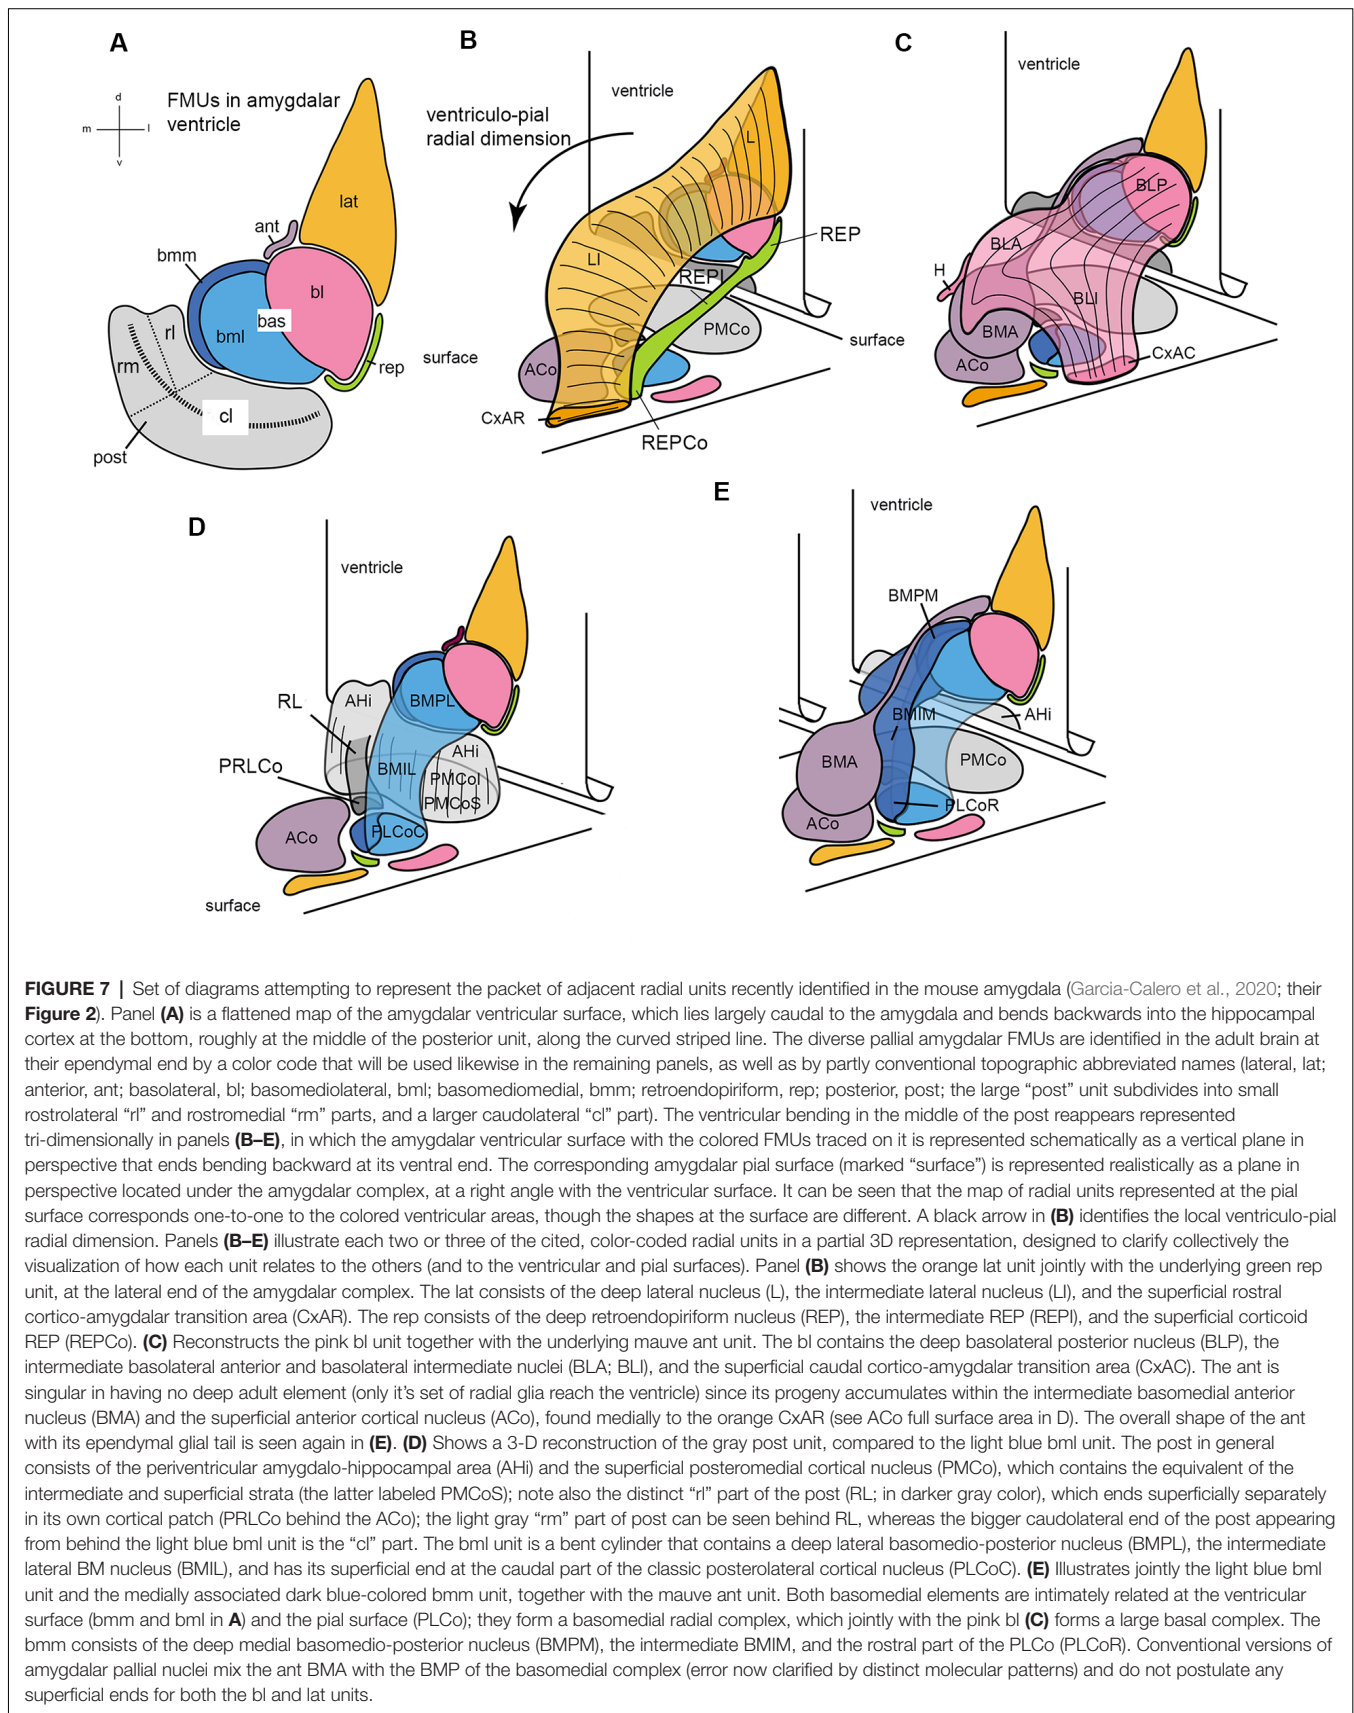 A
d
m
l
v
FMUs in amygdalar
ventricle
lat
ant
bmm
bl
bas
bml
rl
rm
rep
cl
post
B
ventricle
ventriculo-pial
radial dimension
L
LI
REP
REPI
PMCo
surface
surface
ACo
CxAR
REPCo
C
ventricle
BLP
BLA
H
BLI
BMA
ACo
CxAC
D
ventricle
RL
AHi
BMPL
PRLCo
BMIL
AHi
PMCoI
PMCoS
ACo
PLCoC
surface
E
ventricle
BMPM
BMIM
AHi
BMA
PMCo
PLCoR
ACo
FIGURE 7 | Set of diagrams attempting to represent the packet of adjacent radial units recently identified in the mouse amygdala (Garcia-Calero et al., 2020; their
Figure 2). Panel (A) is a flattened map of the amygdalar ventricular surface, which lies largely caudal to the amygdala and bends backwards into the hippocampal
cortex at the bottom, roughly at the middle of the posterior unit, along the curved striped line. The diverse pallial amygdalar FMUs are identified in the adult brain at
their ependymal end by a color code that will be used likewise in the remaining panels, as well as by partly conventional topographic abbreviated names (lateral, lat;
anterior, ant; basolateral, bl; basomediolateral, bml; basomediomedial, bmm; retroendopiriform, rep; posterior, post; the large “post” unit subdivides into small
rostrolateral “rl” and rostromedial “rm” parts, and a larger caudolateral “cl” part). The ventricular bending in the middle of the post reappears represented
tri-dimensionally in panels (B–E), in which the amygdalar ventricular surface with the colored FMUs traced on it is represented schematically as a vertical plane in
perspective that ends bending backward at its ventral end. The corresponding amygdalar pial surface (marked “surface”) is represented realistically as a plane in
perspective located under the amygdalar complex, at a right angle with the ventricular surface. It can be seen that the map of radial units represented at the pial
surface corresponds one-to-one to the colored ventricular areas, though the shapes at the surface are different. A black arrow in (B) identifies the local ventriculo-pial
radial dimension. Panels (B–E) illustrate each two or three of the cited, color-coded radial units in a partial 3D representation, designed to clarify collectively the
visualization of how each unit relates to the others (and to the ventricular and pial surfaces). Panel (B) shows the orange lat unit jointly with the underlying green rep
unit, at the lateral end of the amygdalar complex. The lat consists of the deep lateral nucleus (L), the intermediate lateral nucleus (LI), and the superficial rostral
cortico-amygdalar transition area (CxAR). The rep consists of the deep retroendopiriform nucleus (REP), the intermediate REP (REPI), and the superficial corticoid
REP (REPCo). (C) Reconstructs the pink bl unit together with the underlying mauve ant unit. The bl contains the deep basolateral posterior nucleus (BLP), the
intermediate basolateral anterior and basolateral intermediate nuclei (BLA; BLI), and the superficial caudal cortico-amygdalar transition area (CxAC). The ant is
singular in having no deep adult element (only it’s set of radial glia reach the ventricle) since its progeny accumulates within the intermediate basomedial anterior
nucleus (BMA) and the superficial anterior cortical nucleus (ACo), found medially to the orange CxAR (see ACo full surface area in D). The overall shape of the ant
with its ependymal glial tail is seen again in (E). (D) Shows a 3-D reconstruction of the gray post unit, compared to the light blue bml unit. The post in general
consists of the periventricular amygdalo-hippocampal area (AHi) and the superficial posteromedial cortical nucleus (PMCo), which contains the equivalent of the
intermediate and superficial strata (the latter labeled PMCoS); note also the distinct “rl” part of the post (RL; in darker gray color), which ends superficially separately
in its own cortical patch (PRLCo behind the ACo); the light gray “rm” part of post can be seen behind RL, whereas the bigger caudolateral end of the post appearing
from behind the light blue bml unit is the “cl” part. The bml unit is a bent cylinder that contains a deep lateral basomedio-posterior nucleus (BMPL), the intermediate
lateral BM nucleus (BMIL), and has its superficial end at the caudal part of the classic posterolateral cortical nucleus (PLCoC). (E) Illustrates jointly the light blue bml
unit and the medially associated dark blue-colored bmm unit, together with the mauve ant unit. Both basomedial elements are intimately related at the ventricular
surface (bmm and bml in A) and the pial surface (PLCo); they form a basomedial radial complex, which jointly with the pink bl (C) forms a large basal complex. The
bmm consists of the deep medial basomedio-posterior nucleus (BMPM), the intermediate BMIM, and the rostral part of the PLCo (PLCoR). Conventional versions of
amygdalar pallial nuclei mix the ant BMA with the BMP of the basomedial complex (error now clarified by distinct molecular patterns) and do not postulate any
superficial ends for both the bl and lat units.